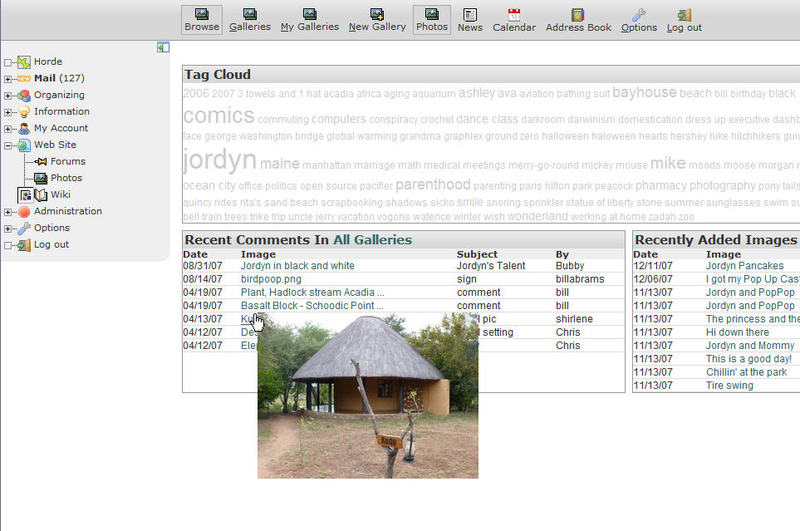 Browse Galleries My Galleries New Gallery Photos News Calendar Address Book Options Log out
Horde
Mail (127)
Organizing
Information
My Account
Web Site
Forums
Photos
Wiki
Administration
Options
Log out
Tag Cloud
2006 2007 3 towels and 1 hat acadia africa aging aquarium ashley ava aviation bathing suit bayhouse beach bill birthday black
comics commuting computers conspiracy crochet dance class darkroom darwinism domestication dress up executive
face george washington bridge global warming grandma graphlex ground zero halloween haloween hearts hershey hike hitchhikers
jordyn maine manhattan marriage math medical meetings merry-go-round mickey mouse mike moods moose morgan
ocean city office politics open source pacifier parenthood parenting paris hilton park peacock pharmacy photography pony
quincy rides rita's sand beach scrapbooking shadows sicko smile snoring sprinkler statue of liberty stone summer sunglasses swim
bell train trees trike trip uncle jerry vacation vogons waterice winter wish wonderland working at home zadah zoo
Recent Comments In All Galleries
Date Image Subject By
08/31/07 Jordyn in black and white Jordyn's Talent Bubby
08/14/07 birdpoop.png sign billabrams
04/19/07 Plant, Hadlock stream Acadia ... comment bill
04/19/07 Basalt Block - Schoodic Point ... comment bill
04/13/07 Ku pic shirlene
04/12/07 De setting Chris
04/12/07 Ele Chris
Kudu
Recently Added Images
Date Image
12/11/07 Jordyn Pancakes
12/06/07 I got my Pop Up Cast
11/13/07 Jordyn and PopPop
11/13/07 Jordyn and PopPop
11/13/07 The princess and the
11/13/07 Hi down there
11/13/07 Jordyn and Mommy
11/13/07 This is a good day!
11/13/07 Chillin' at the park
11/13/07 Tire swing